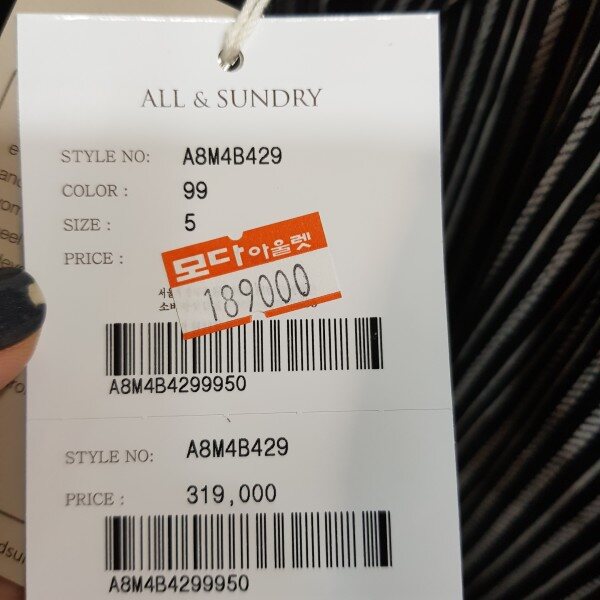 ALL & SUNDRY
STYLE NO: A8M4B429
COLOR : 99
SIZE : 5
PRICE :
모다아울렛
189000
A8M4B4299950
STYLE NO: A8M4B429
PRICE : 319,000
A8M4B4299950